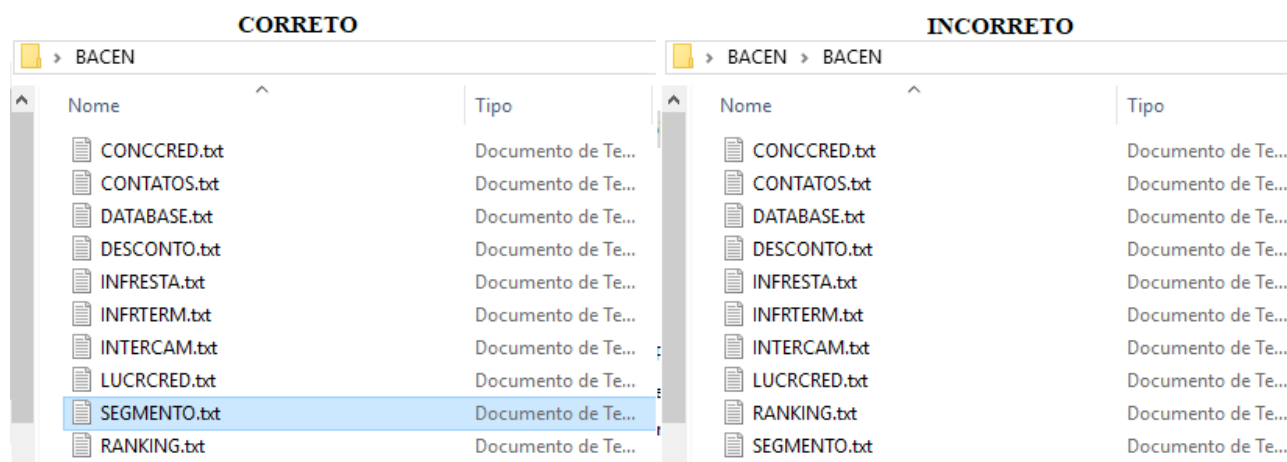 CORRETO
> BACEN
Nome Tipo
CONCCRED.txt Documento de Te...
CONTATOS.txt Documento de Te...
DATABASE.txt Documento de Te...
DESCONTO.txt Documento de Te...
INFRESTA.txt Documento de Te...
INFRTERM.txt Documento de Te...
INTERCAM.txt Documento de Te...
LUCRCRED.txt Documento de Te...
SEGMENTO.txt Documento de Te...
RANKING.txt Documento de Te...
INCORRETO
> BACEN > BACEN
Nome Tipo
CONCCRED.txt Documento de Te...
CONTATOS.txt Documento de Te...
DATABASE.txt Documento de Te...
DESCONTO.txt Documento de Te...
INFRESTA.txt Documento de Te...
INFRTERM.txt Documento de Te...
INTERCAM.txt Documento de Te...
LUCRCRED.txt Documento de Te...
RANKING.txt Documento de Te...
SEGMENTO.txt Documento de Te...